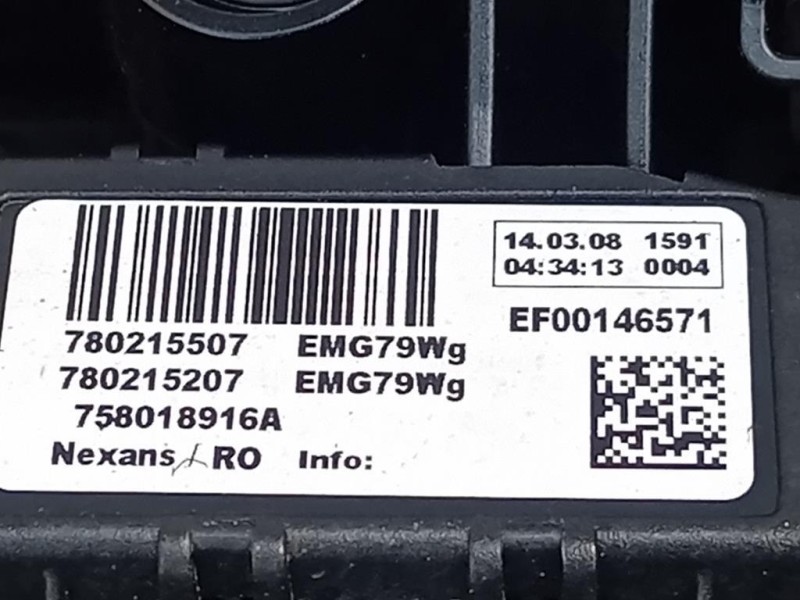 14.03.08 1591
04:34:13 0004
EF00146571
780215507 EMG79Wg
780215207 EMG79Wg
758018916A
Nexans RO Info: